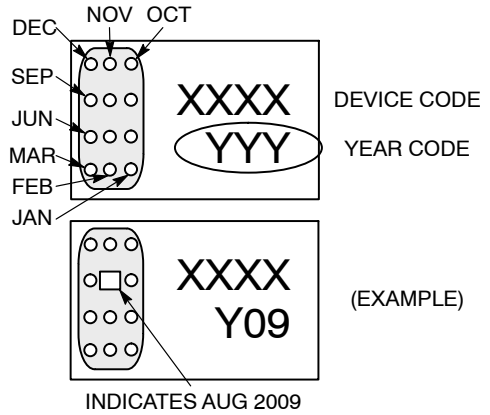 NOV OCT
DEC
SEP
XXXX DEVICE CODE
JUN
YYY YEAR CODE
MAR
FEB
JAN
XXXX
(EXAMPLE)
Y09
INDICATES AUG 2009